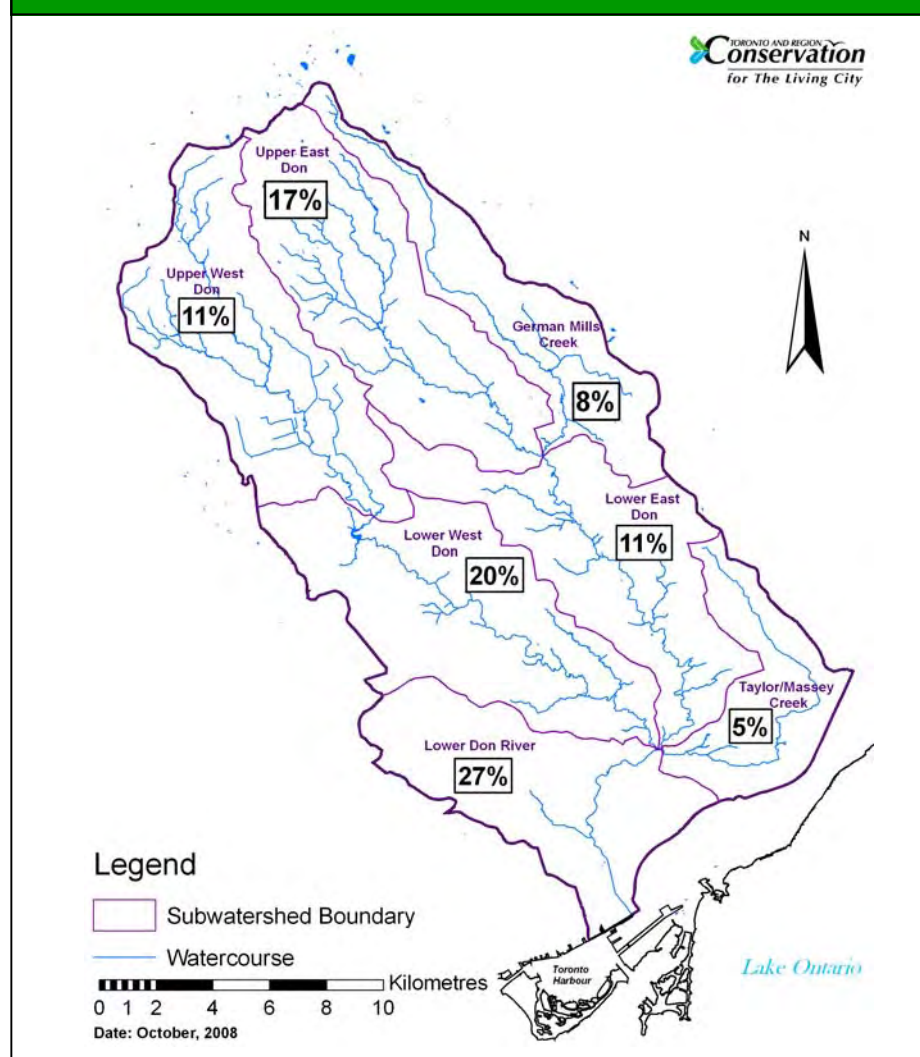 TORONTO AND REGION
Conservation
for The Living City
Upper East
Don
17%
N
Upper West
Don
11%
German Mills
Creek
8%
Lower East
Don
11%
Lower West
Don
20%
Taylor/Massey
Creek
5%
Lower Don River
27%
Legend
Subwatershed Boundary
Watercourse
Kilometres
0 1 2 4 6 8 10
Date: October, 2008
Toronto
Harbour
Lake Ontario